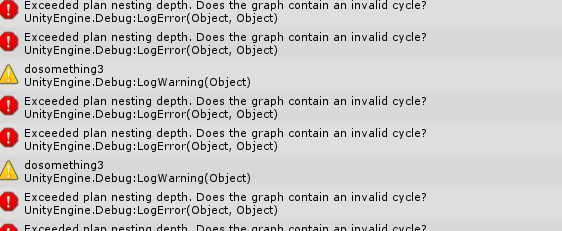 Exceeded plan nesting depth. Does the graph contain an invalid cycle?
UnityEngine.Debug:LogError(Object, Object)
Exceeded plan nesting depth. Does the graph contain an invalid cycle?
UnityEngine.Debug:LogError(Object, Object)
dosomething3
UnityEngine.Debug:LogWarning(Object)
Exceeded plan nesting depth. Does the graph contain an invalid cycle?
UnityEngine.Debug:LogError(Object, Object)
Exceeded plan nesting depth. Does the graph contain an invalid cycle?
UnityEngine.Debug:LogError(Object, Object)
dosomething3
UnityEngine.Debug:LogWarning(Object)
Exceeded plan nesting depth. Does the graph contain an invalid cycle?
UnityEngine.Debug:LogError(Object, Object)
Exceeded plan nesting depth. Does the graph contain an invalid cycle?